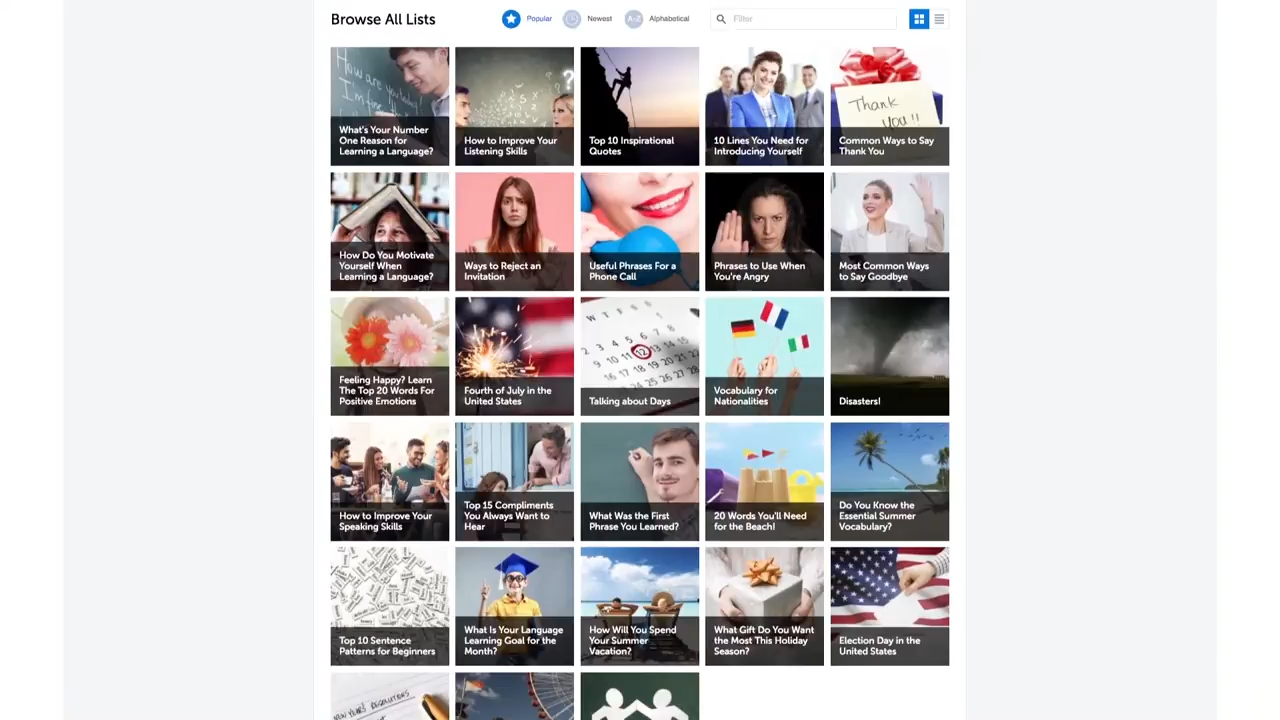 Browse All Lists
Popular
Newest
A-Z
Alphabetical
Filter
What's Your Number
One Reason for
Learning a Language?
How to Improve Your
Listening Skills
Top 10 Inspirational
Quotes
10 Lines You Need for
Introducing Yourself
Thank
you!!
Common Ways to Say
Thank You
How Do You Motivate
Yourself When
Learning a Language?
Ways to Reject an
Invitation
Useful Phrases For a
Phone Call
Phrases to Use When
You're Angry
Most Common Ways
to Say Goodbye
Feeling Happy? Learn
The Top 20 Words For
Positive Emotions
Fourth of July in the
United States
Talking about Days
Vocabulary for
Nationalities
Disasters!
How to Improve Your
Speaking Skills
Top 15 Compliments
You Always Want to
Hear
What Was the First
Phrase You Learned?
20 Words You'll Need
for the Beach!
Do You Know the
Essential Summer
Vocabulary?
Top 10 Sentence
Patterns for Beginners
What Is Your Language
Learning Goal for the
Month?
How Will You Spend
Your Summer
Vacation?
What Gift Do You Want
the Most This Holiday
Season?
Election Day in the
United States
NEW YEAR'S RESOLUTIONS